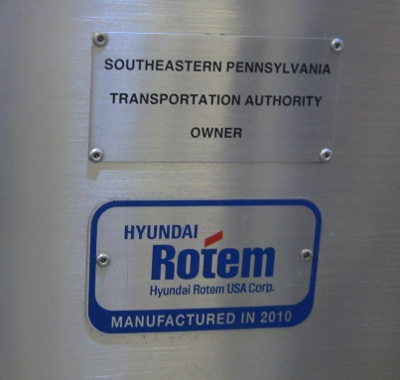 SOUTHEASTERN PENNSYLVANIA
TRANSPORTATION AUTHORITY
OWNER
HYUNDAI
Rotem
Hyundai Rotem USA Corp.
MANUFACTURED IN 2010